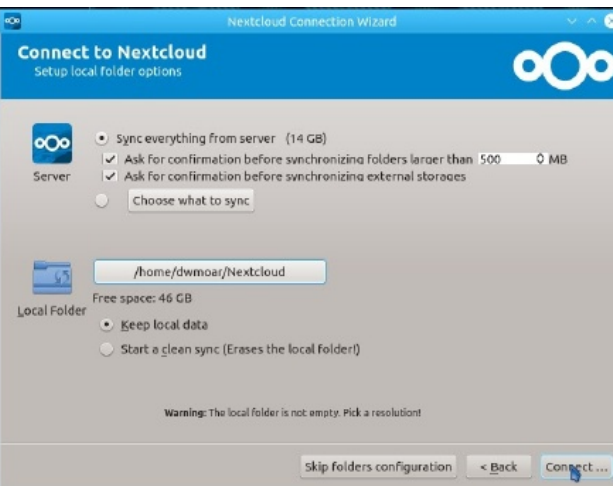 Nextcloud Connection Wizard
Connect to Nextcloud
Setup local folder options
Sync everything from server (14 GB)
Ask for confirmation before synchronizing folders larger than 500 MB
Ask for confirmation before synchronizing external storages
Server
Choose what to sync
/home/dwmoar/Nextcloud
Free space: 46 GB
Local Folder
Keep local data
Start a clean sync (Erases the local folder!)
Warning: The local folder is not empty. Pick a resolution!
Skip folders configuration < Back Connect ...